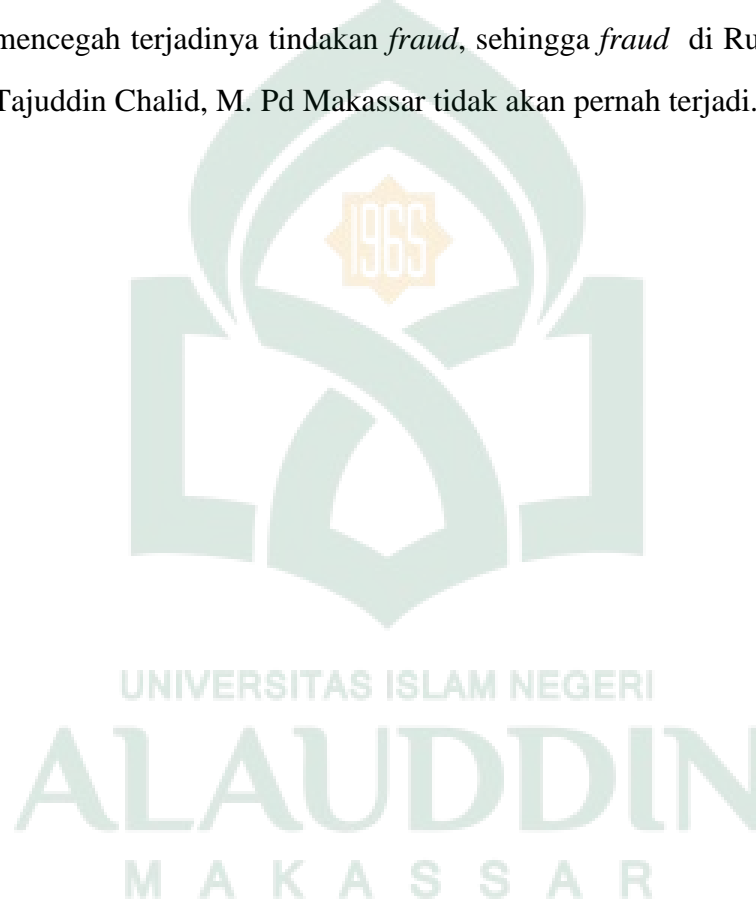 mencegah terjadinya tindakan fraud, sehingga fraud di Ru
Tajuddin Chalid, M. Pd Makassar tidak akan pernah terjadi.
1965
UNIVERSITAS ISLAM NEGERI
ALAUDDIN
MAKASSAR